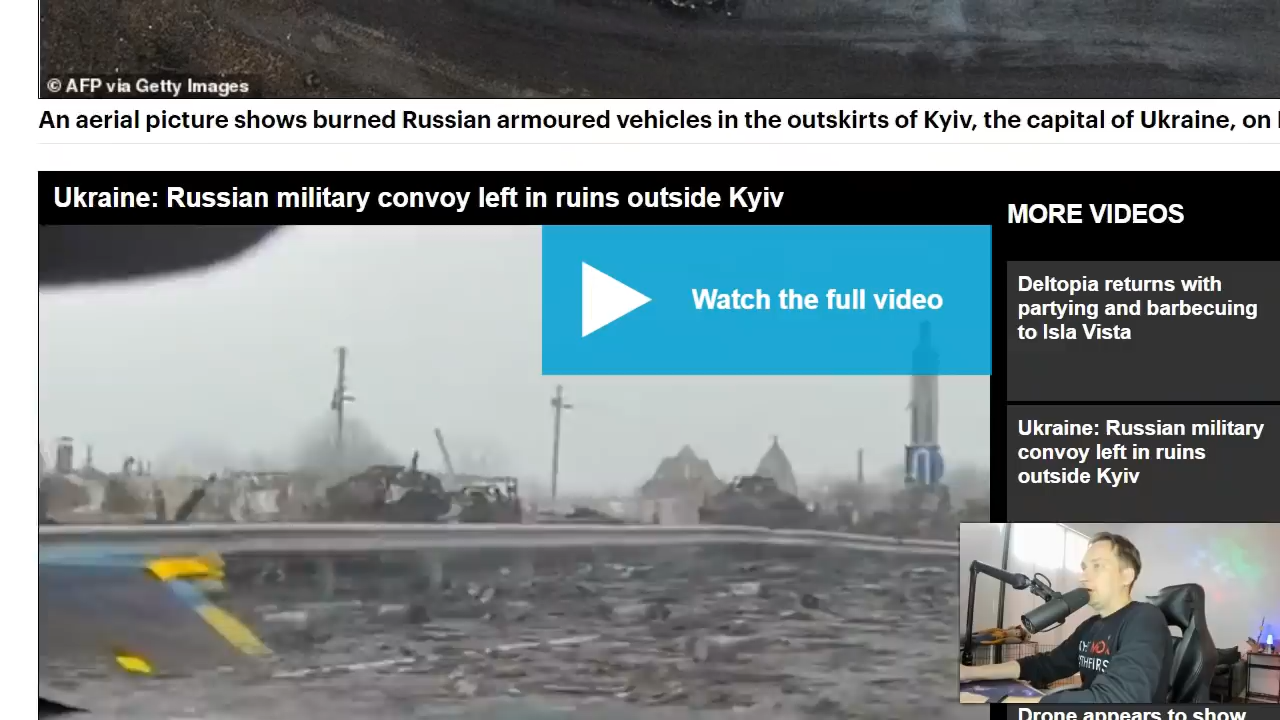 © AFP via Getty Images
An aerial picture shows burned Russian armoured vehicles in the outskirts of Kyiv, the capital of Ukraine, on
Ukraine: Russian military convoy left in ruins outside Kyiv
MORE VIDEOS
Watch the full video
Deltopia returns with
partying and barbecuing
to Isla Vista
Ukraine: Russian military
convoy left in ruins
outside Kyiv
Drone appears to show